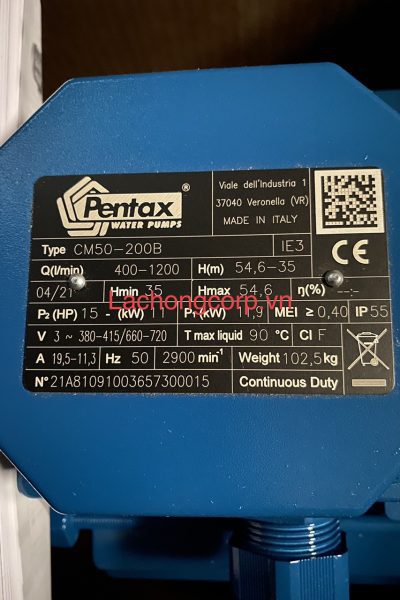 Pentax ®
WATER PUMPS
Viale dell'Industria 1
37040 Veronella (VR)
MADE IN ITALY
Type CM50-200B IE3
CE
Q(l/min) 400-1200 H(m) 54,6-35
04/21 Hmin 35 Hmax 54,6 η(%) --,-
Lachongcorp.vn
P₂(HP) 15 - (kW) 11 P₁(kW) 11,9 MEI ≥ 0,40 IP 55
V 3 ~ 380-415/660-720 T max liquid 90 °C Cl F
A 19,5-11,3 Hz 50 2900 min⁻¹ Weight 102,5kg
N° 21A81091003657300015 Continuous Duty